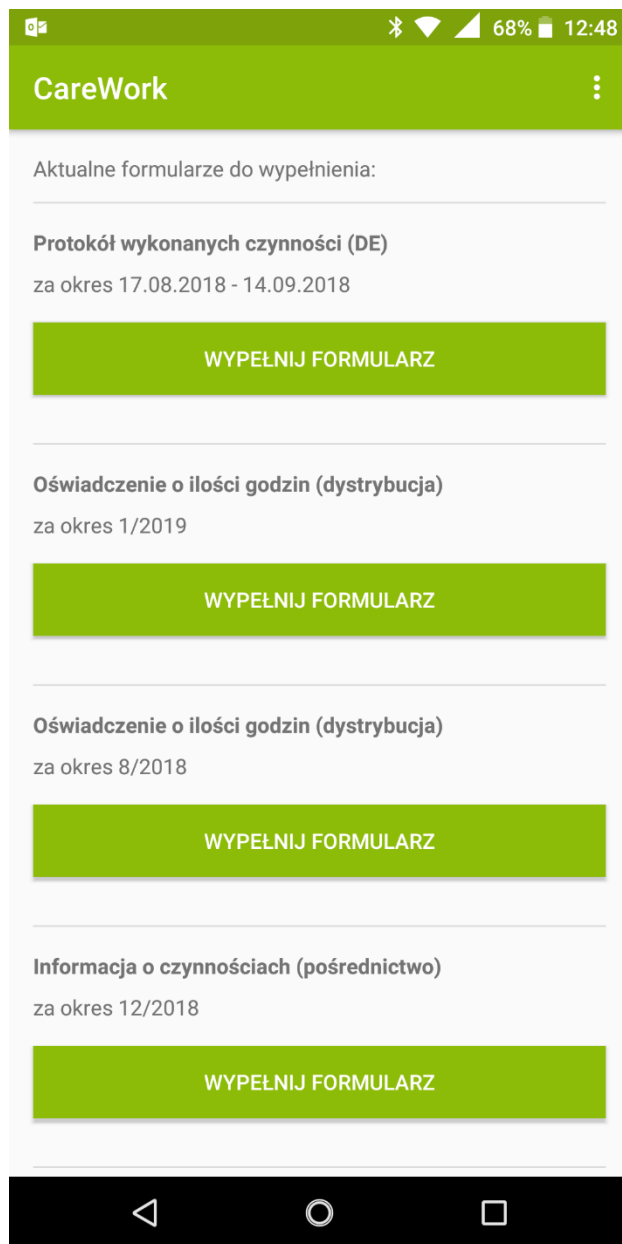 68% 12:48
CareWork
Aktualne formularze do wypełnienia:
Protokół wykonanych czynności (DE)
za okres 17.08.2018 - 14.09.2018
WYPEŁNIJ FORMULARZ
Oświadczenie o ilości godzin (dystrybucja)
za okres 1/2019
WYPEŁNIJ FORMULARZ
Oświadczenie o ilości godzin (dystrybucja)
za okres 8/2018
WYPEŁNIJ FORMULARZ
Informacja o czynnościach (pośrednictwo)
za okres 12/2018
WYPEŁNIJ FORMULARZ